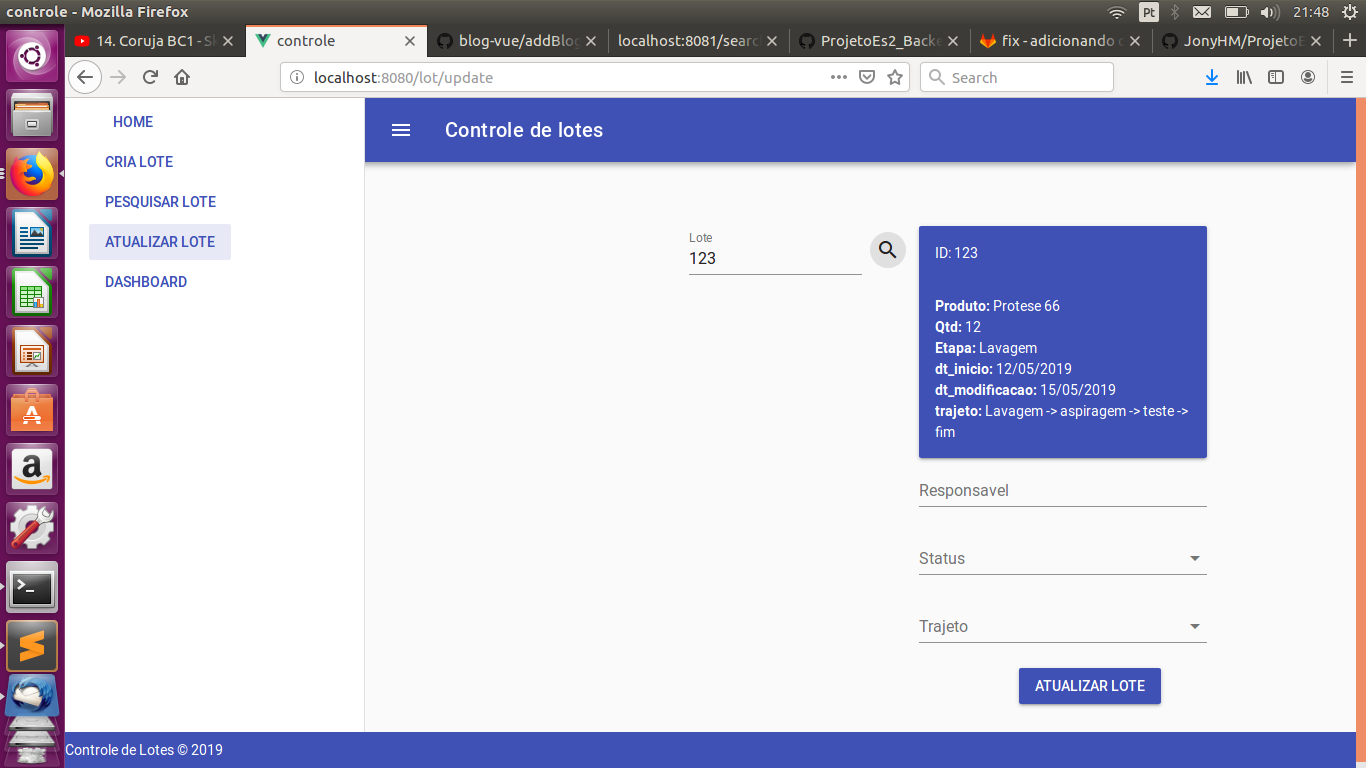 controle - Mozilla Firefox
Pt
21:48
14. Coruja BC1 - Sk
controle
blog-vue/addBlog
localhost:8081/searc
ProjetoEs2_Backe
fix - adicionando
JonyHM/ProjetoE
localhost:8080/lot/update
Search
HOME
CRIA LOTE
PESQUISAR LOTE
ATUALIZAR LOTE
DASHBOARD
Controle de lotes
Lote
123
ID: 123
Produto: Protese 66
Qtd: 12
Etapa: Lavagem
dt_inicio: 12/05/2019
dt_modificacao: 15/05/2019
trajeto: Lavagem -> aspiragem -> teste ->
fim
Responsavel
Status
Trajeto
ATUALIZAR LOTE
Controle de Lotes © 2019